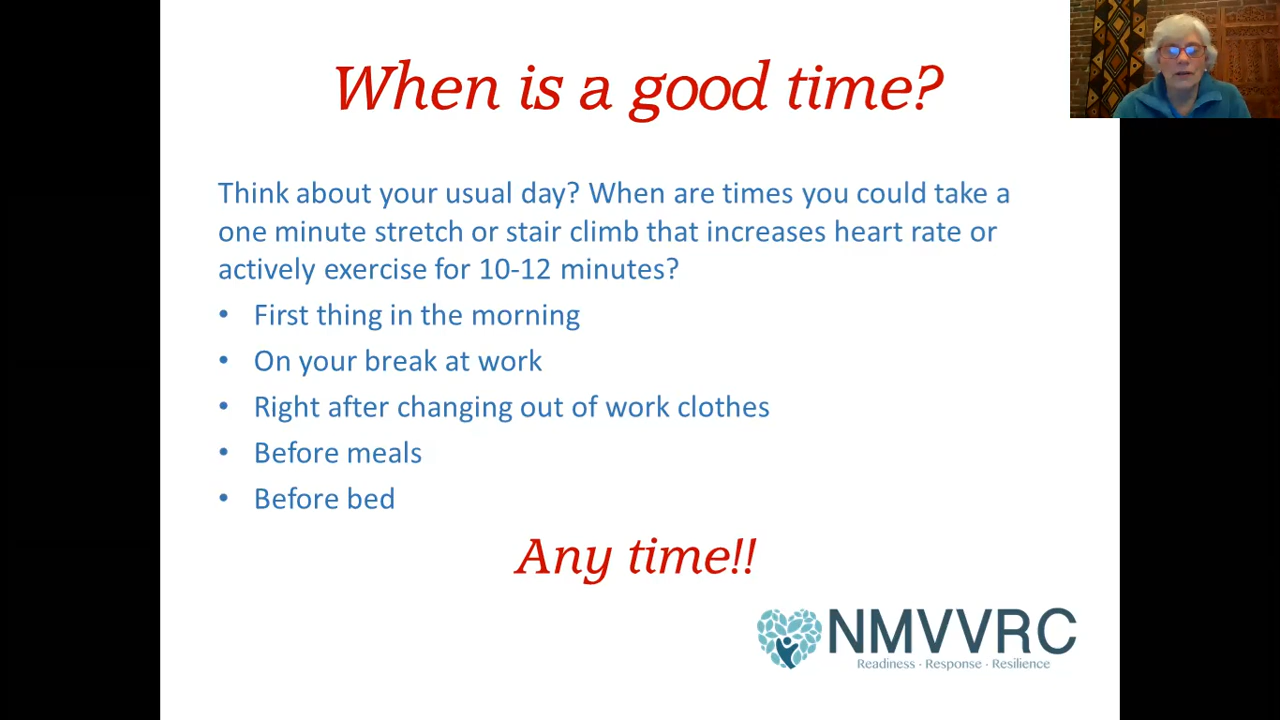 When is a good time?
Think about your usual day? When are times you could take a
one minute stretch or stair climb that increases heart rate or
actively exercise for 10-12 minutes?
• First thing in the morning
• On your break at work
• Right after changing out of work clothes
• Before meals
• Before bed
Any time!!
NMVVRC
Readiness · Response · Resilience